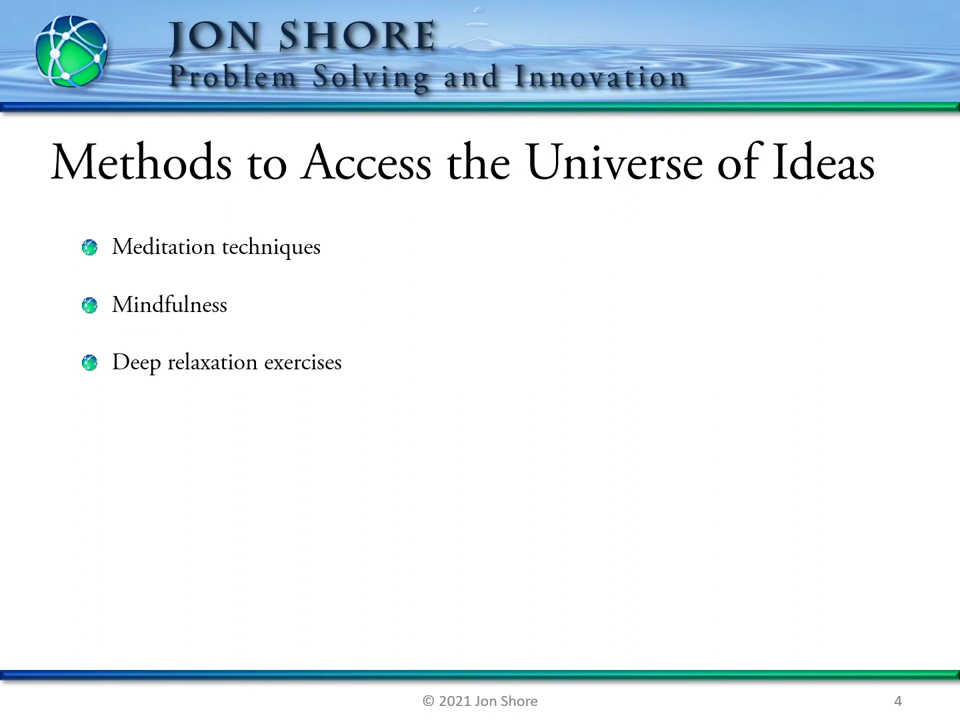 JON SHORE
Problem Solving and Innovation
Methods to Access the Universe of Ideas
Meditation techniques
Mindfulness
Deep relaxation exercises
© 2021 Jon Shore
4